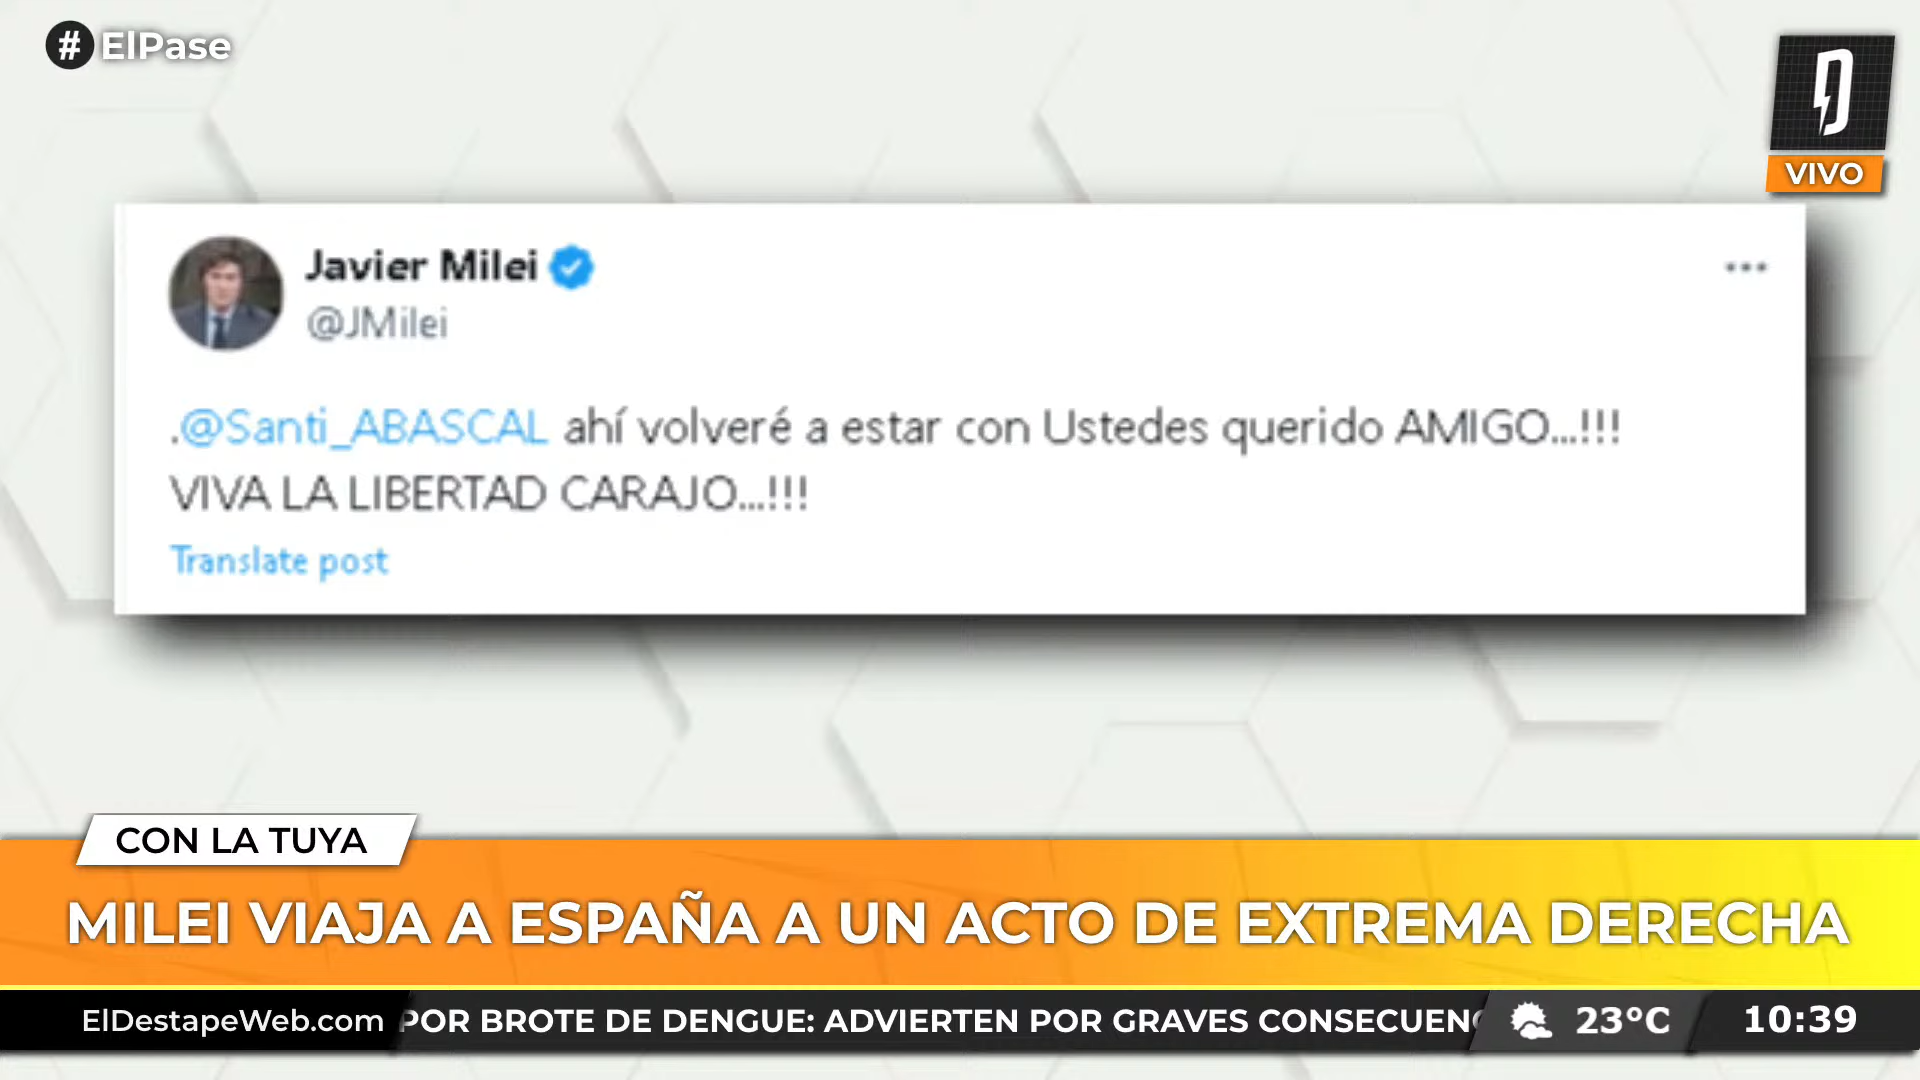 #ElPase
VIVO
Javier Milei
@JMilei
.@Santi_ABASCAL ahí volveré a estar con Ustedes querido AMIGO...!!!
VIVA LA LIBERTAD CARAJO...!!!
Translate post
CON LA TUYA
MILEI VIAJA A ESPAÑA A UN ACTO DE EXTREMA DERECHA
ElDestapeWeb.com POR BROTE DE DENGUE: ADVIERTEN POR GRAVES CONSECUENC 23°C 10:39